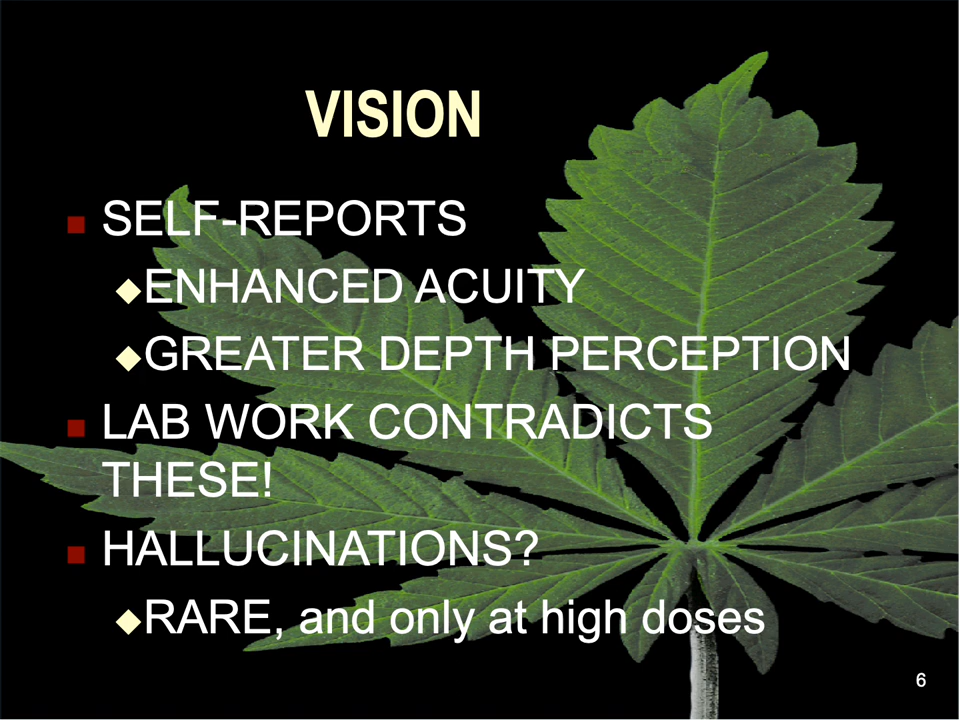 VISION
SELF-REPORTS
ENHANCED ACUITY
GREATER DEPTH PERCEPTION
LAB WORK CONTRADICTS
THESE!
HALLUCINATIONS?
RARE, and only at high doses
6